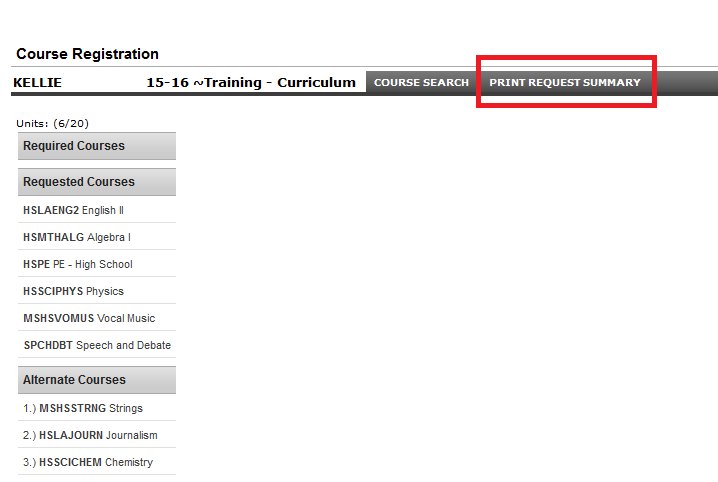 Course Registration
KELLIE 15-16 ~Training - Curriculum COURSE SEARCH PRINT REQUEST SUMMARY
Units: (6/20)
Required Courses
Requested Courses
HSLAENG2 English II
HSMTHALG Algebra I
HSPE PE - High School
HSSCIPHYS Physics
MSHSVOMUS Vocal Music
SPCHDBT Speech and Debate
Alternate Courses
1.) MSHSSTRNG Strings
2.) HSLAJOURN Journalism
3.) HSSCICHEM Chemistry